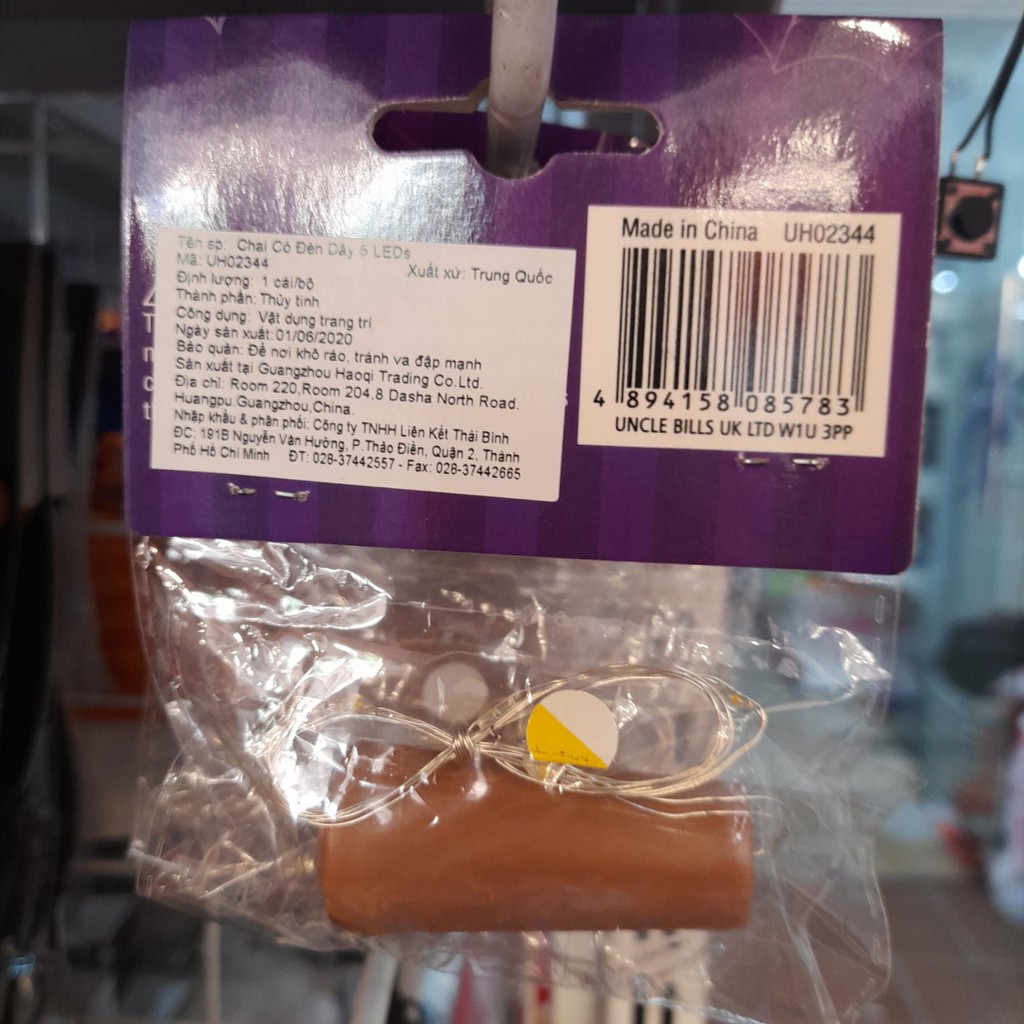 Tên sp: Chai Có Đèn Dây 5 LEDs
Mã: UH02344
Xuất xứ: Trung Quốc
Định lượng: 1 cái/bộ
Thành phần: Thủy tinh
Công dụng: Vật dụng trang trí
Ngày sản xuất: 01/06/2020
Bảo quản: Để nơi khô ráo, tránh va đập mạnh
Sản xuất tại Guangzhou Haoqi Trading Co.Ltd.
Địa chỉ: Room 220,Room 204.8 Dasha North Road.
Huangpu.Guangzhou,China.
Nhập khẩu & phân phối: Công ty TNHH Liên Kết Thái Bình
ĐC: 191B Nguyễn Văn Hưởng, P.Thảo Điền, Quận 2, Thành
Phố Hồ Chí Minh ĐT: 028-37442557 - Fax: 028-37442665
Made in China UH02344
4 894158 085783
UNCLE BILLS UK LTD W1U 3PP